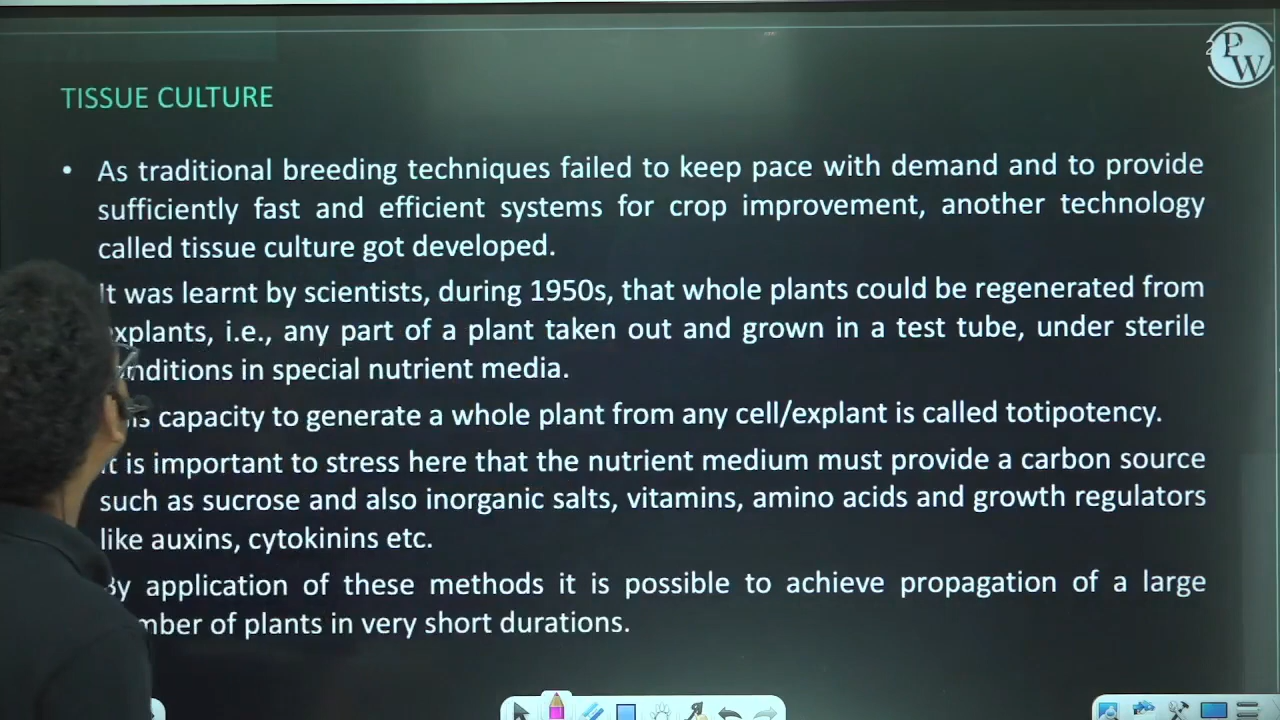 PW
TISSUE CULTURE
• As traditional breeding techniques failed to keep pace with demand and to provide
sufficiently fast and efficient systems for crop improvement, another technology
called tissue culture got developed.
It was learnt by scientists, during 1950s, that whole plants could be regenerated from
xplants, i.e., any part of a plant taken out and grown in a test tube, under sterile
nditions in special nutrient media.
is capacity to generate a whole plant from any cell/explant is called totipotency.
It is important to stress here that the nutrient medium must provide a carbon source
such as sucrose and also inorganic salts, vitamins, amino acids and growth regulators
like auxins, cytokinins etc.
By application of these methods it is possible to achieve propagation of a large
mber of plants in very short durations.